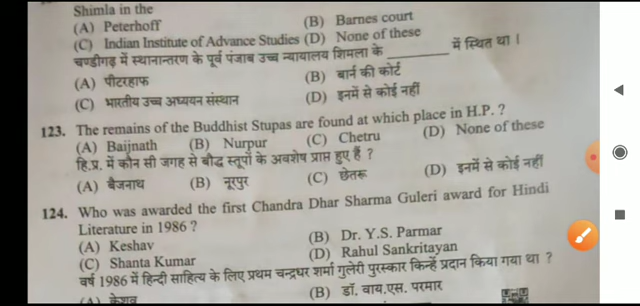 Shimla in the
(A) Peterhoff (B) Barnes court
(C) Indian Institute of Advance Studies (D) None of these
चण्डीगढ़ में स्थानान्तरण के पूर्व पंजाब उच्च न्यायालय शिमला के ________ में स्थित था ।
(A) पीटरहाफ (B) बार्न की कोर्ट
(C) भारतीय उच्च अध्ययन संस्थान (D) इनमें से कोई नहीं
123. The remains of the Buddhist Stupas are found at which place in H.P. ?
(A) Baijnath (B) Nurpur (C) Chetru (D) None of these
हि.प्र. में कौन सी जगह से बौद्ध स्तूपों के अवशेष प्राप्त हुए हैं ?
(A) बैजनाथ (B) नूरपुर (C) छेतरू (D) इनमें से कोई नहीं
124. Who was awarded the first Chandra Dhar Sharma Guleri award for Hindi
Literature in 1986 ?
(A) Keshav (B) Dr. Y.S. Parmar
(C) Shanta Kumar (D) Rahul Sankritayan
वर्ष 1986 में हिन्दी साहित्य के लिए प्रथम चन्द्रधर शर्मा गुलेरी पुरस्कार किन्हें प्रदान किया गया था ?
(A) केशव (B) डॉ. वाय.एस. परमार